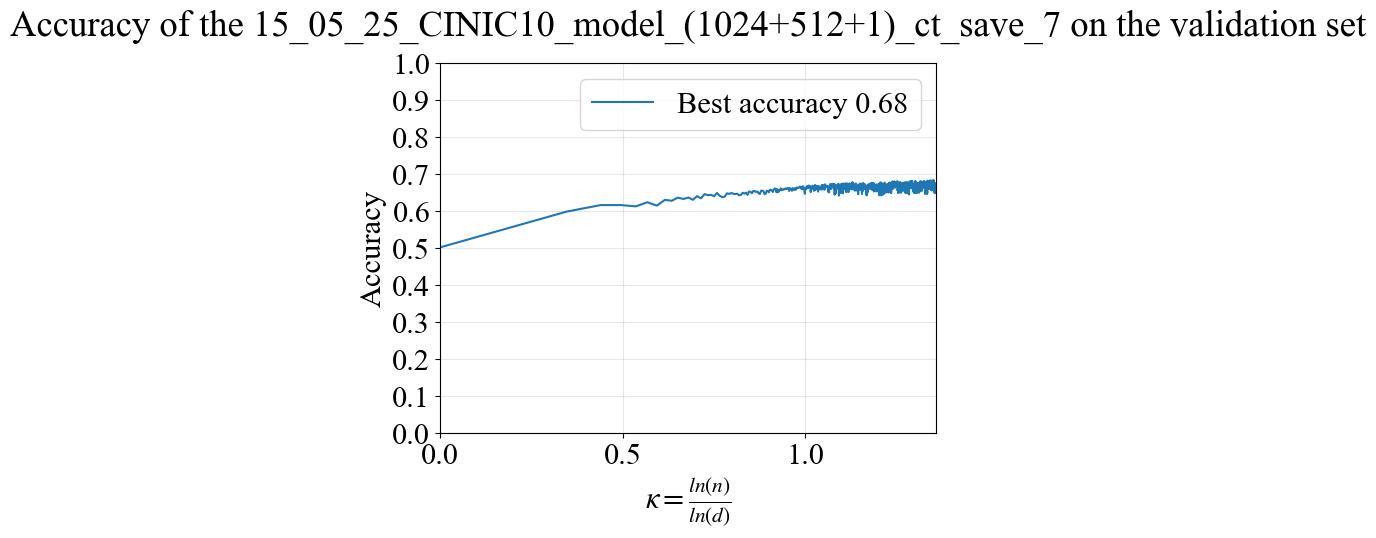 Accuracy of the 15_05_25_CINIC10_model_(1024+512+1)_ct_save_7 on the validation set
Best accuracy 0.68
Accuracy
1.0
0.9
0.8
0.7
0.6
0.5
0.4
0.3
0.2
0.1
0.0
0.0 0.5 1.0
κ = ln(n)/ln(d)